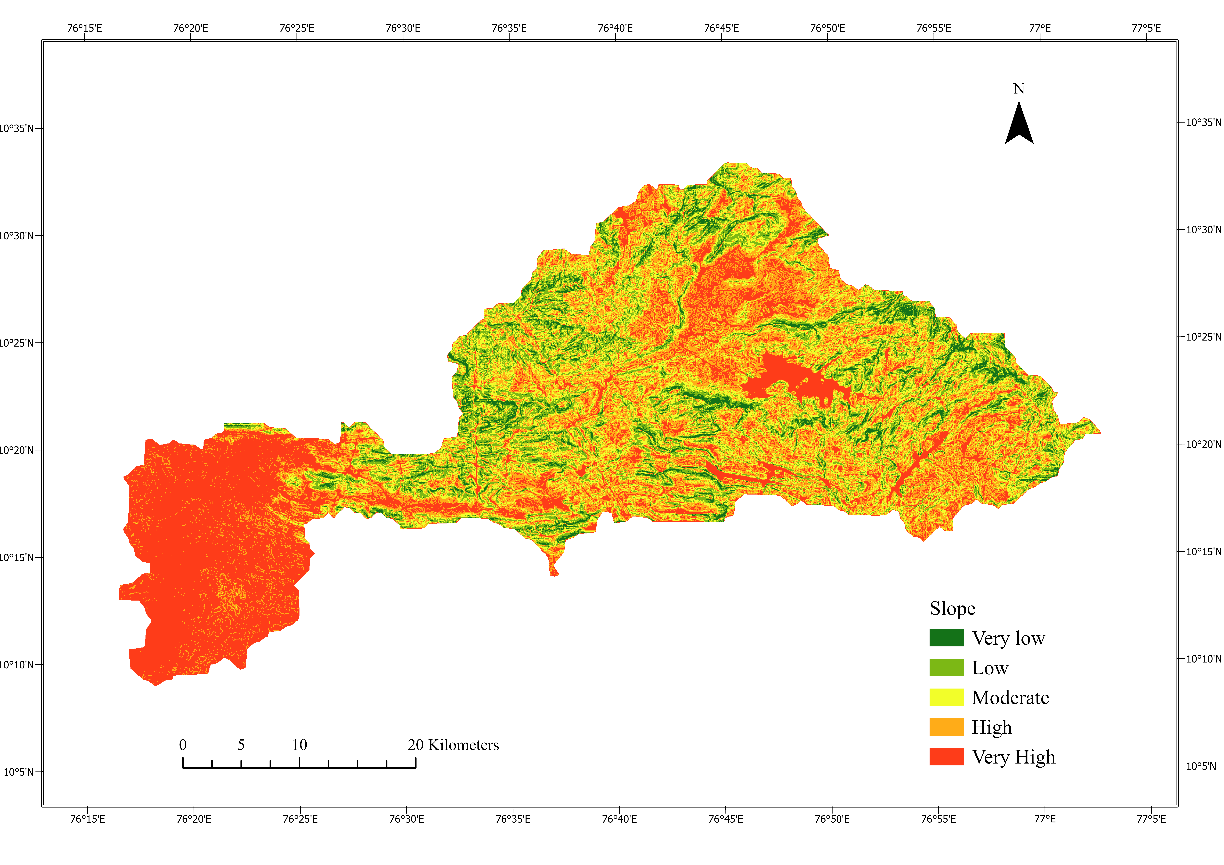 76°15'E 76°20'E 76°25'E 76°30'E 76°35'E 76°40'E 76°45'E 76°50'E 76°55'E 77°E 77°5'E
N
10°35'N 10°35'N
10°30'N 10°30'N
10°25'N 10°25'N
10°20'N 10°20'N
10°15'N 10°15'N
Slope
Very low
10°10'N 10°10'N
Low
Moderate
High
0 5 10 20 Kilometers
Very High
10°5'N 10°5'N
76°15'E 76°20'E 76°25'E 76°30'E 76°35'E 76°40'E 76°45'E 76°50'E 76°55'E 77°E 77°5'E